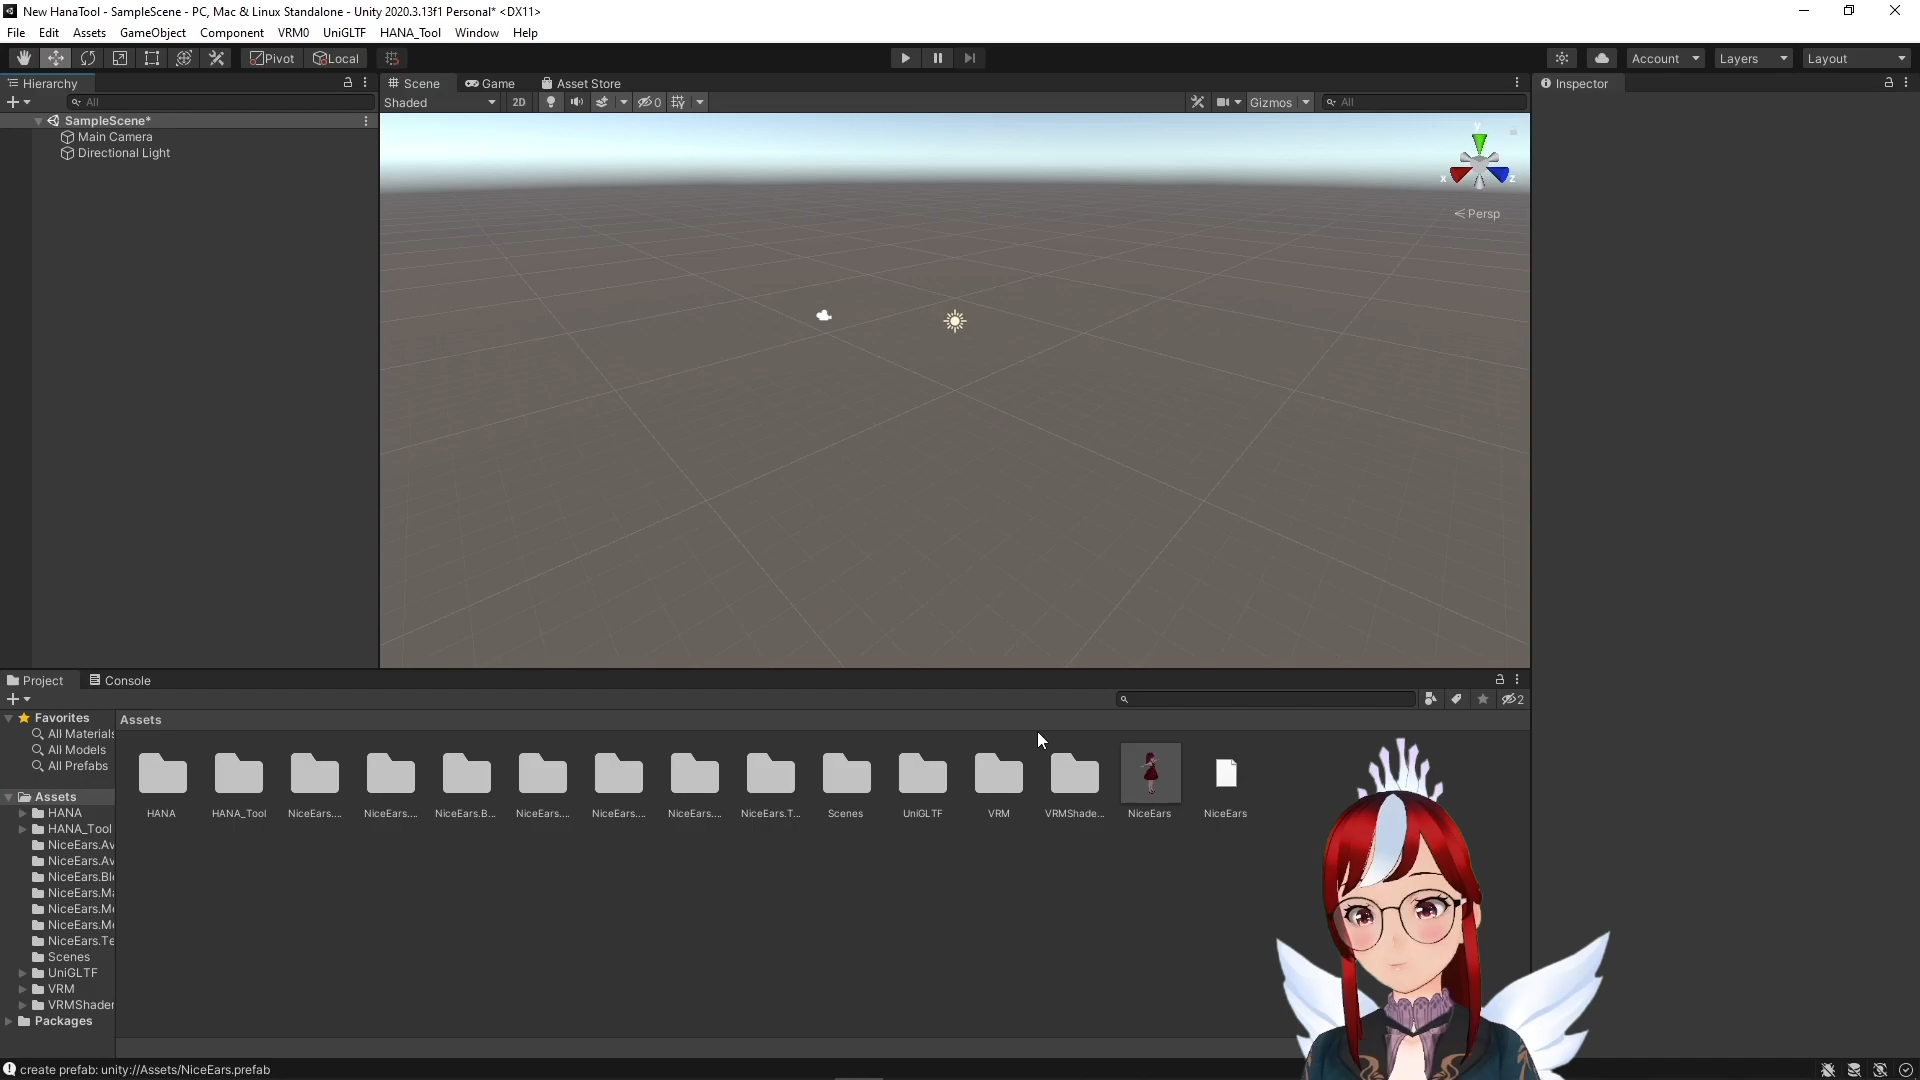 New HanaTool - SampleScene - PC, Mac & Linux Standalone - Unity 2020.3.13f1 Personal* <DX11>
File Edit Assets GameObject Component VRM0 UniGLTF HANA_Tool Window Help
Pivot Local Account Layers Layout
Hierarchy Scene Game Asset Store Inspector
All Shaded 2D 0 Gizmos All
SampleScene*
Main Camera
Directional Light
y
x z
Persp
Project Console
2
Favorites Assets
All Materials
All Models
All Prefabs
HANA HANA_Tool NiceEars.... NiceEars.... NiceEars.B... NiceEars.... NiceEars.... NiceEars.... NiceEars.T... Scenes UniGLTF VRM VRMShade... NiceEars NiceEars
Assets
HANA
HANA_Tool
NiceEars.Av
NiceEars.Av
NiceEars.Ble
NiceEars.Ma
NiceEars.Me
NiceEars.Me
NiceEars.Te
Scenes
UniGLTF
VRM
VRMShader
Packages
create prefab: unity://Assets/NiceEars.prefab